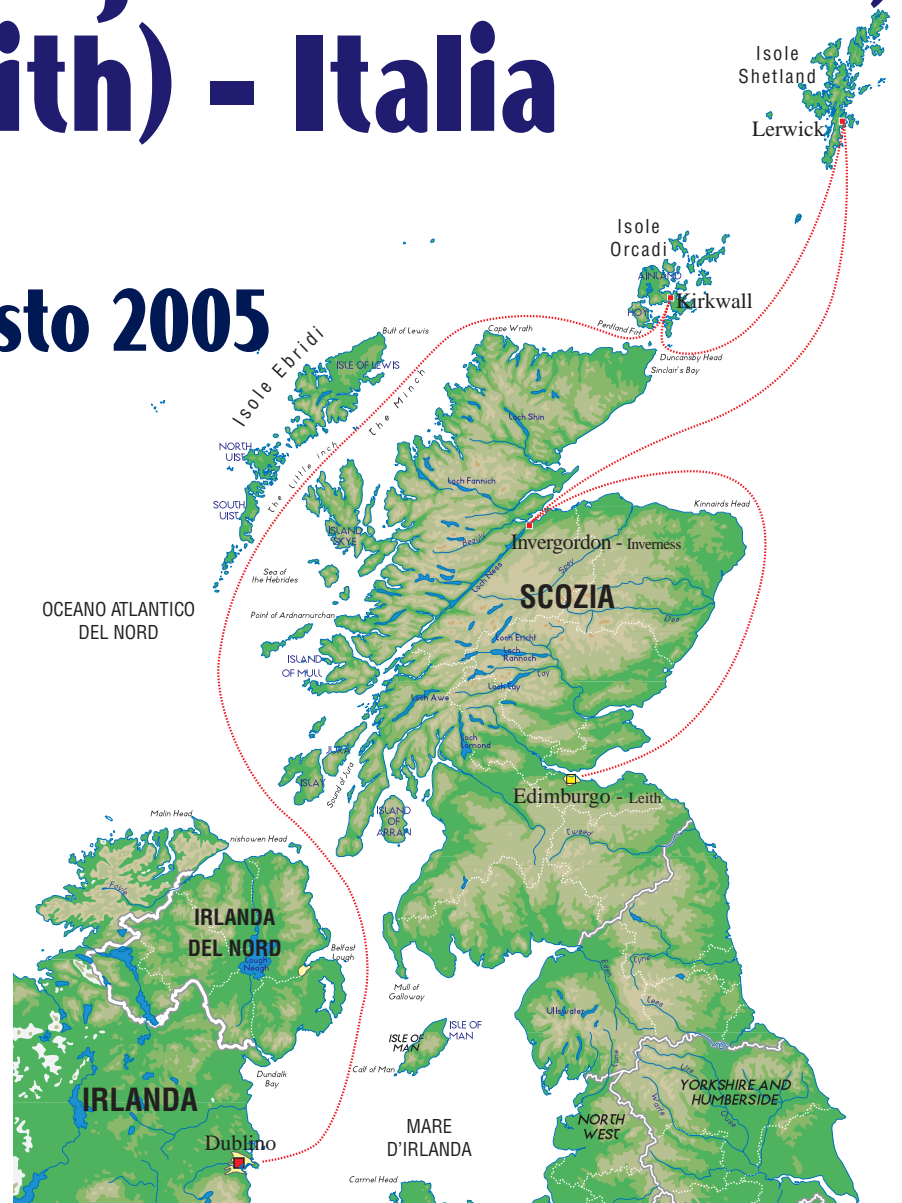 ith) - Italia
sto 2005
Isole
Shetland
Lerwick
Isole
Orcadi
AINLAND
Kirkwall
HOY
Pentland Firt
Duncansby Head
Sinclair's Bay
Cape Wrath
Butt of Lewis
Isole Ebridi
ISLE OF LEWIS
The Minch
Loch Shin
NORTH
UIST
The Little inch
Loch Fannich
SOUTH
UIST
Kinnairds Head
ISLAND
SKYE
Beauly
Invergordon - Inverness
Sea of
the Hebrides
Loch Ness
Spey
SCOZIA
OCEANO ATLANTICO
DEL NORD
Point of Ardnamurchan
Dee
Loch Ericht
Loch
Rannoch
ISLAND
OF MULL
Tay
Loch Tay
Loch Awe
Loch
Lomond
JURA
ISLAY
Sound of Jura
Edimburgo - Leith
ISLAND
OF
ARRAN
Malin Head
nishowen Head
Tweed
Foyle
IRLANDA
DEL NORD
Belfast
Lough
Lough
Neagh
Mull of
Galloway
Eden
Tyne
Tees
Ullswater
ISLE OF
MAN
ISLE OF
MAN
Calf of Man
Dundalk
Bay
IRLANDA
Ure
YORKSHIRE AND
HUMBERSIDE
Ouse
NORTH
WEST
MARE
D'IRLANDA
Dublino
Carmel Head